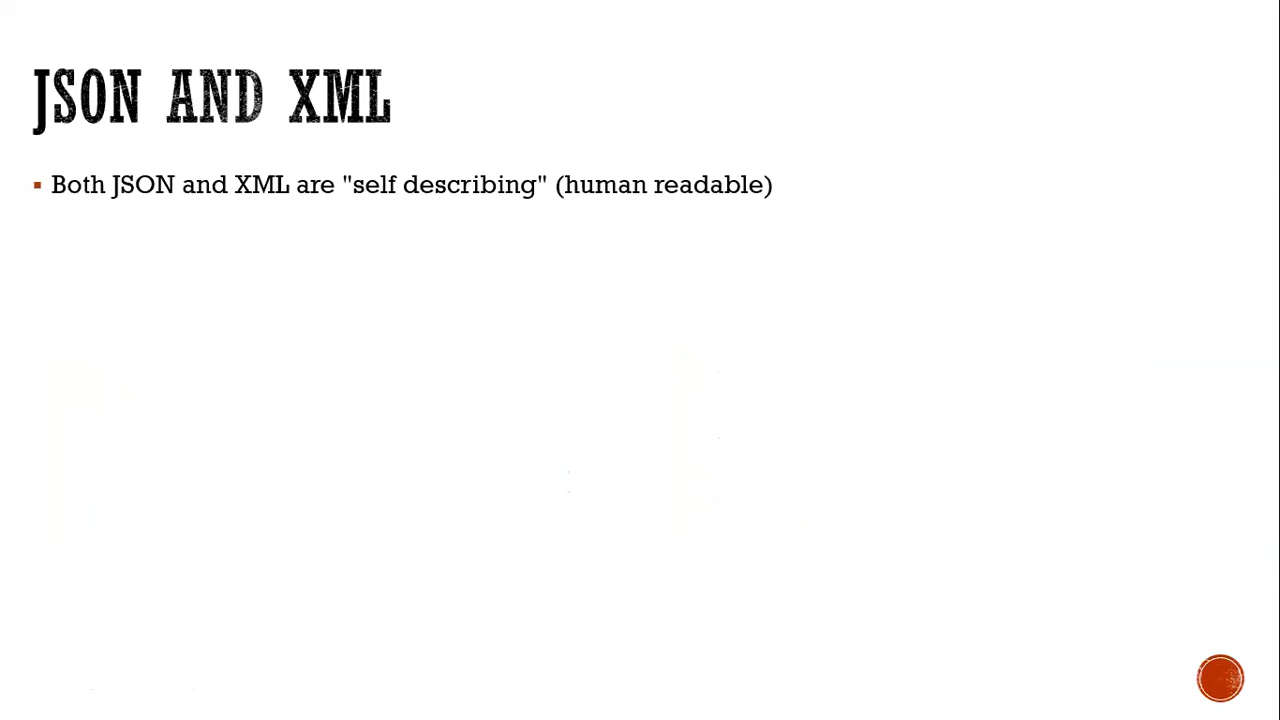 JSON AND XML
Both JSON and XML are "self describing" (human readable)